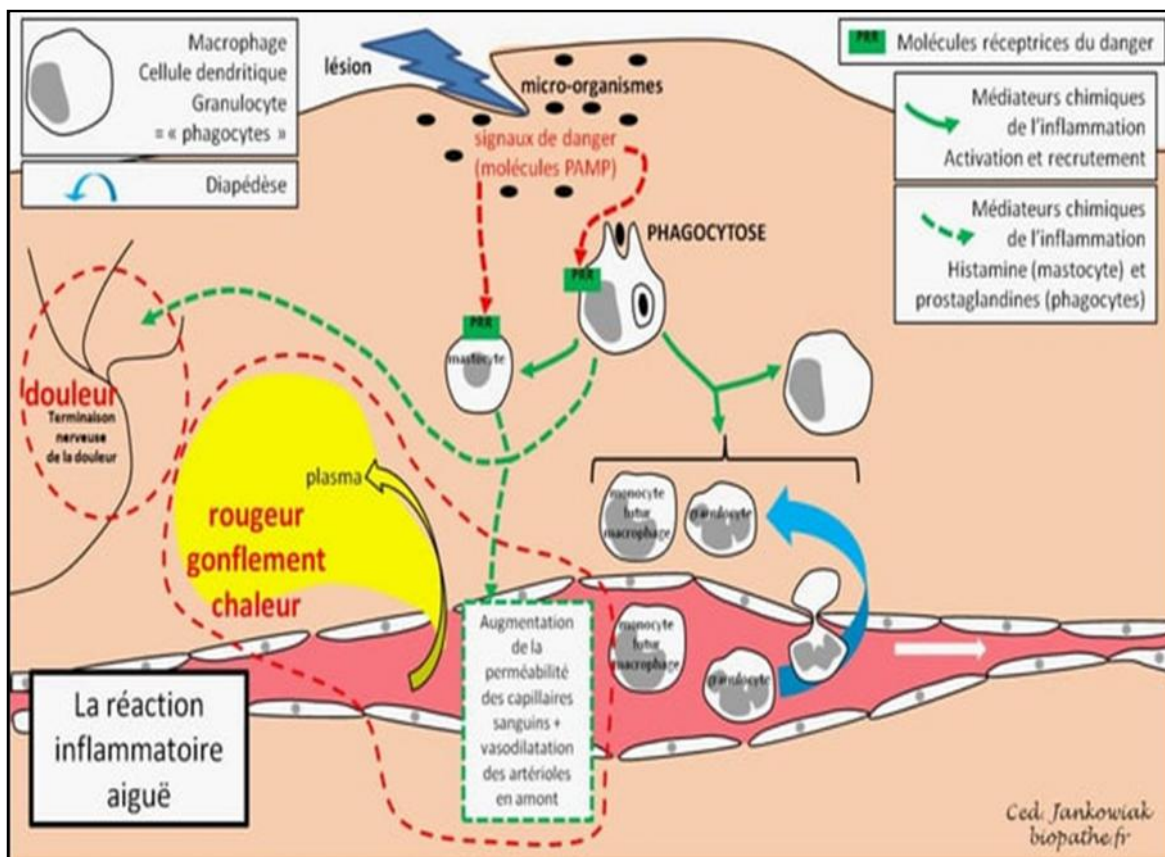 Macrophage
Cellule dendritique
Granulocyte
= « phagocytes »
Diapédèse
lésion
micro-organismes
signaux de danger
(molécules PAMP)
PRR Molécules réceptrices du danger
Médiateurs chimiques
de l’inflammation
Activation et recrutement
Médiateurs chimiques
de l’inflammation
Histamine (mastocyte) et
prostaglandines (phagocytes)
PHAGOCYTOSE
PRR
PRR
mastocyte
douleur
Terminaison
nerveuse
de la douleur
plasma
rougeur
gonflement
chaleur
monocyte
futur
macrophage
granulocyte
Augmentation
de la
perméabilité
des capillaires
sanguins +
vasodilatation
des artérioles
en amont
monocyte
futur
macrophage
granulocyte
La réaction
inflammatoire
aiguë
Ced. Jankowiak
biopathe.fr